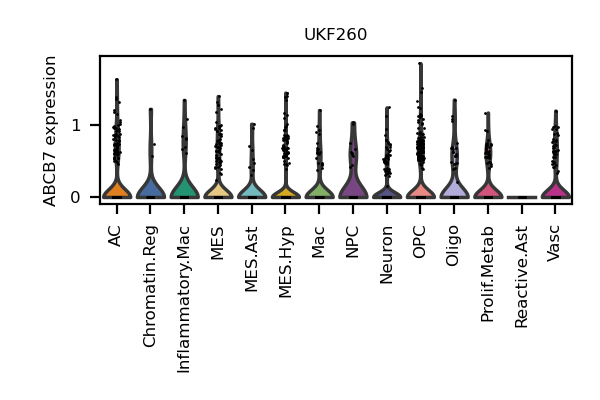 UKF260
ABCB7 expression
1
0
AC
Chromatin.Reg
Inflammatory.Mac
MES
MES.Ast
MES.Hyp
Mac
NPC
Neuron
OPC
Oligo
Prolif.Metab
Reactive.Ast
Vasc